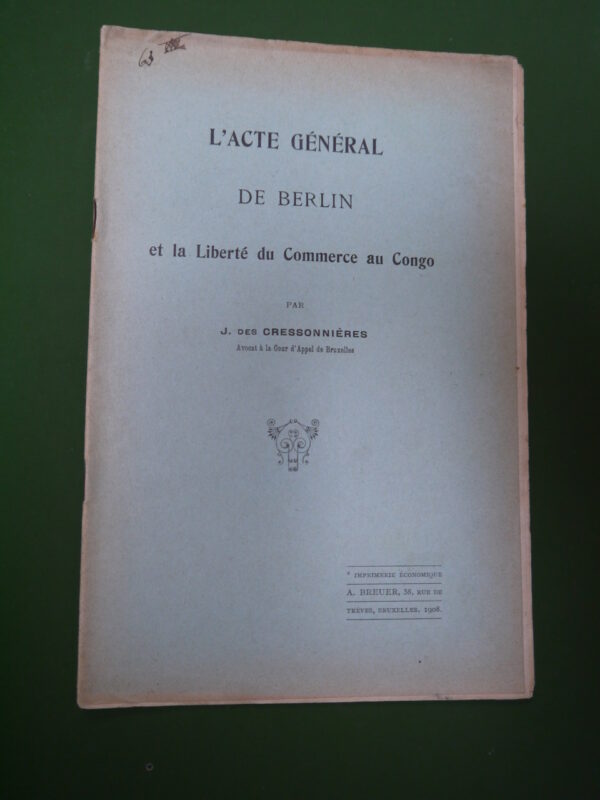 63
L'ACTE GÉNÉRAL
DE BERLIN
et la Liberté du Commerce au Congo
PAR
J. DES CRESSONNIÈRES
Avocat à la Cour d'Appel de Bruxelles
* IMPRIMERIE ÉCONOMIQUE
A. BREUER, 38, RUE DE
TRÈVES, BRUXELLES. 1908.